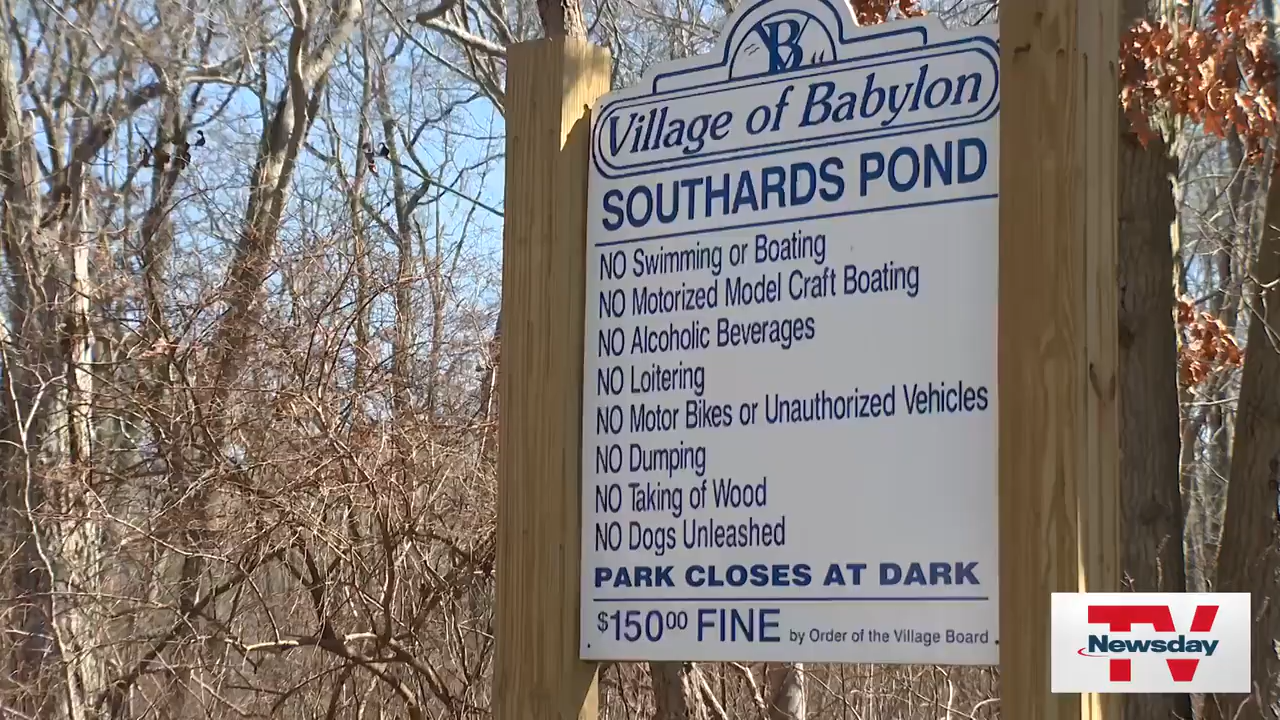 VB
Village of Babylon
SOUTHARDS POND
NO Swimming or Boating
NO Motorized Model Craft Boating
NO Alcoholic Beverages
NO Loitering
NO Motor Bikes or Unauthorized Vehicles
NO Dumping
NO Taking of Wood
NO Dogs Unleashed
PARK CLOSES AT DARK
$15000 FINE by Order of the Village Board
Newsday TV